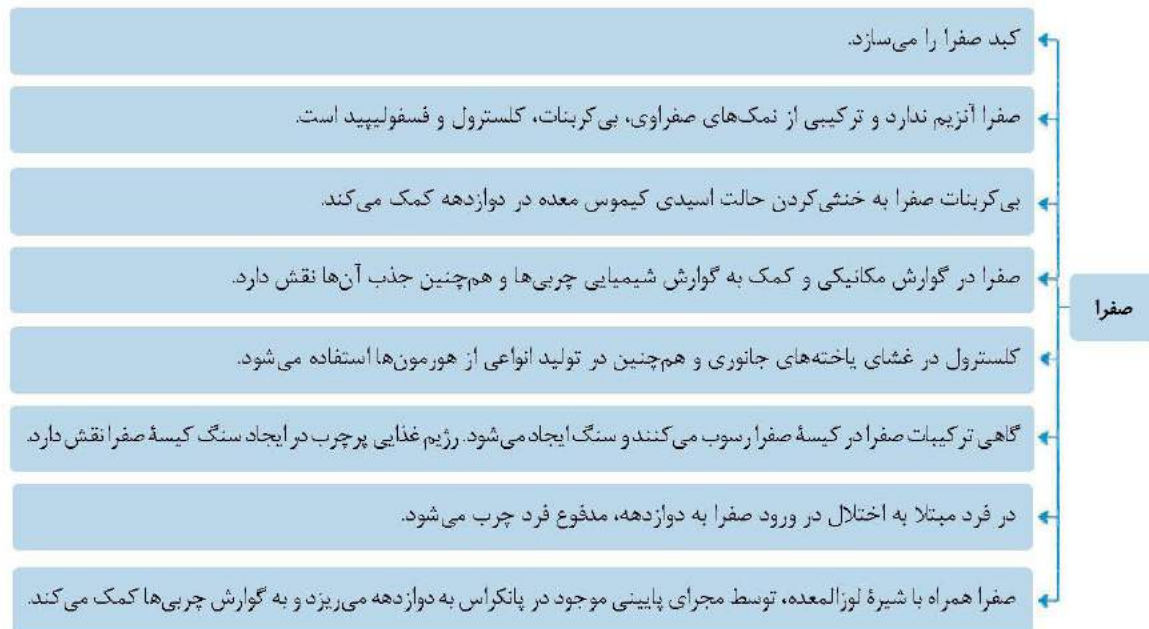 صفرا
کبد صفرا را می‌سازد.
صفرا آنزیم ندارد و ترکیبی از نمک‌های صفراوی، بی‌کربنات، کلسترول و فسفولیپید است.
بی‌کربنات صفرا به خنثی‌کردن حالت اسیدی کیموس معده در دوازدهه کمک می‌کند.
صفرا در گوارش مکانیکی و کمک به گوارش شیمیایی چربی‌ها و هم‌چنین جذب آن‌ها نقش دارد.
کلسترول در غشای یاخته‌های جانوری و هم‌چنین در تولید انواعی از هورمون‌ها استفاده می‌شود.
گاهی ترکیبات صفرا در کیسهٔ صفرا رسوب می‌کنند و سنگ ایجاد می‌شود. رژیم غذایی پرچرب در ایجاد سنگ کیسهٔ صفرا نقش دارد.
در فرد مبتلا به اختلال در ورود صفرا به دوازدهه، مدفوع فرد چرب می‌شود.
صفرا همراه با شیرهٔ لوزالمعده، توسط مجرای پایینی موجود در پانکراس به دوازدهه می‌ریزد و به گوارش چربی‌ها کمک می‌کند.